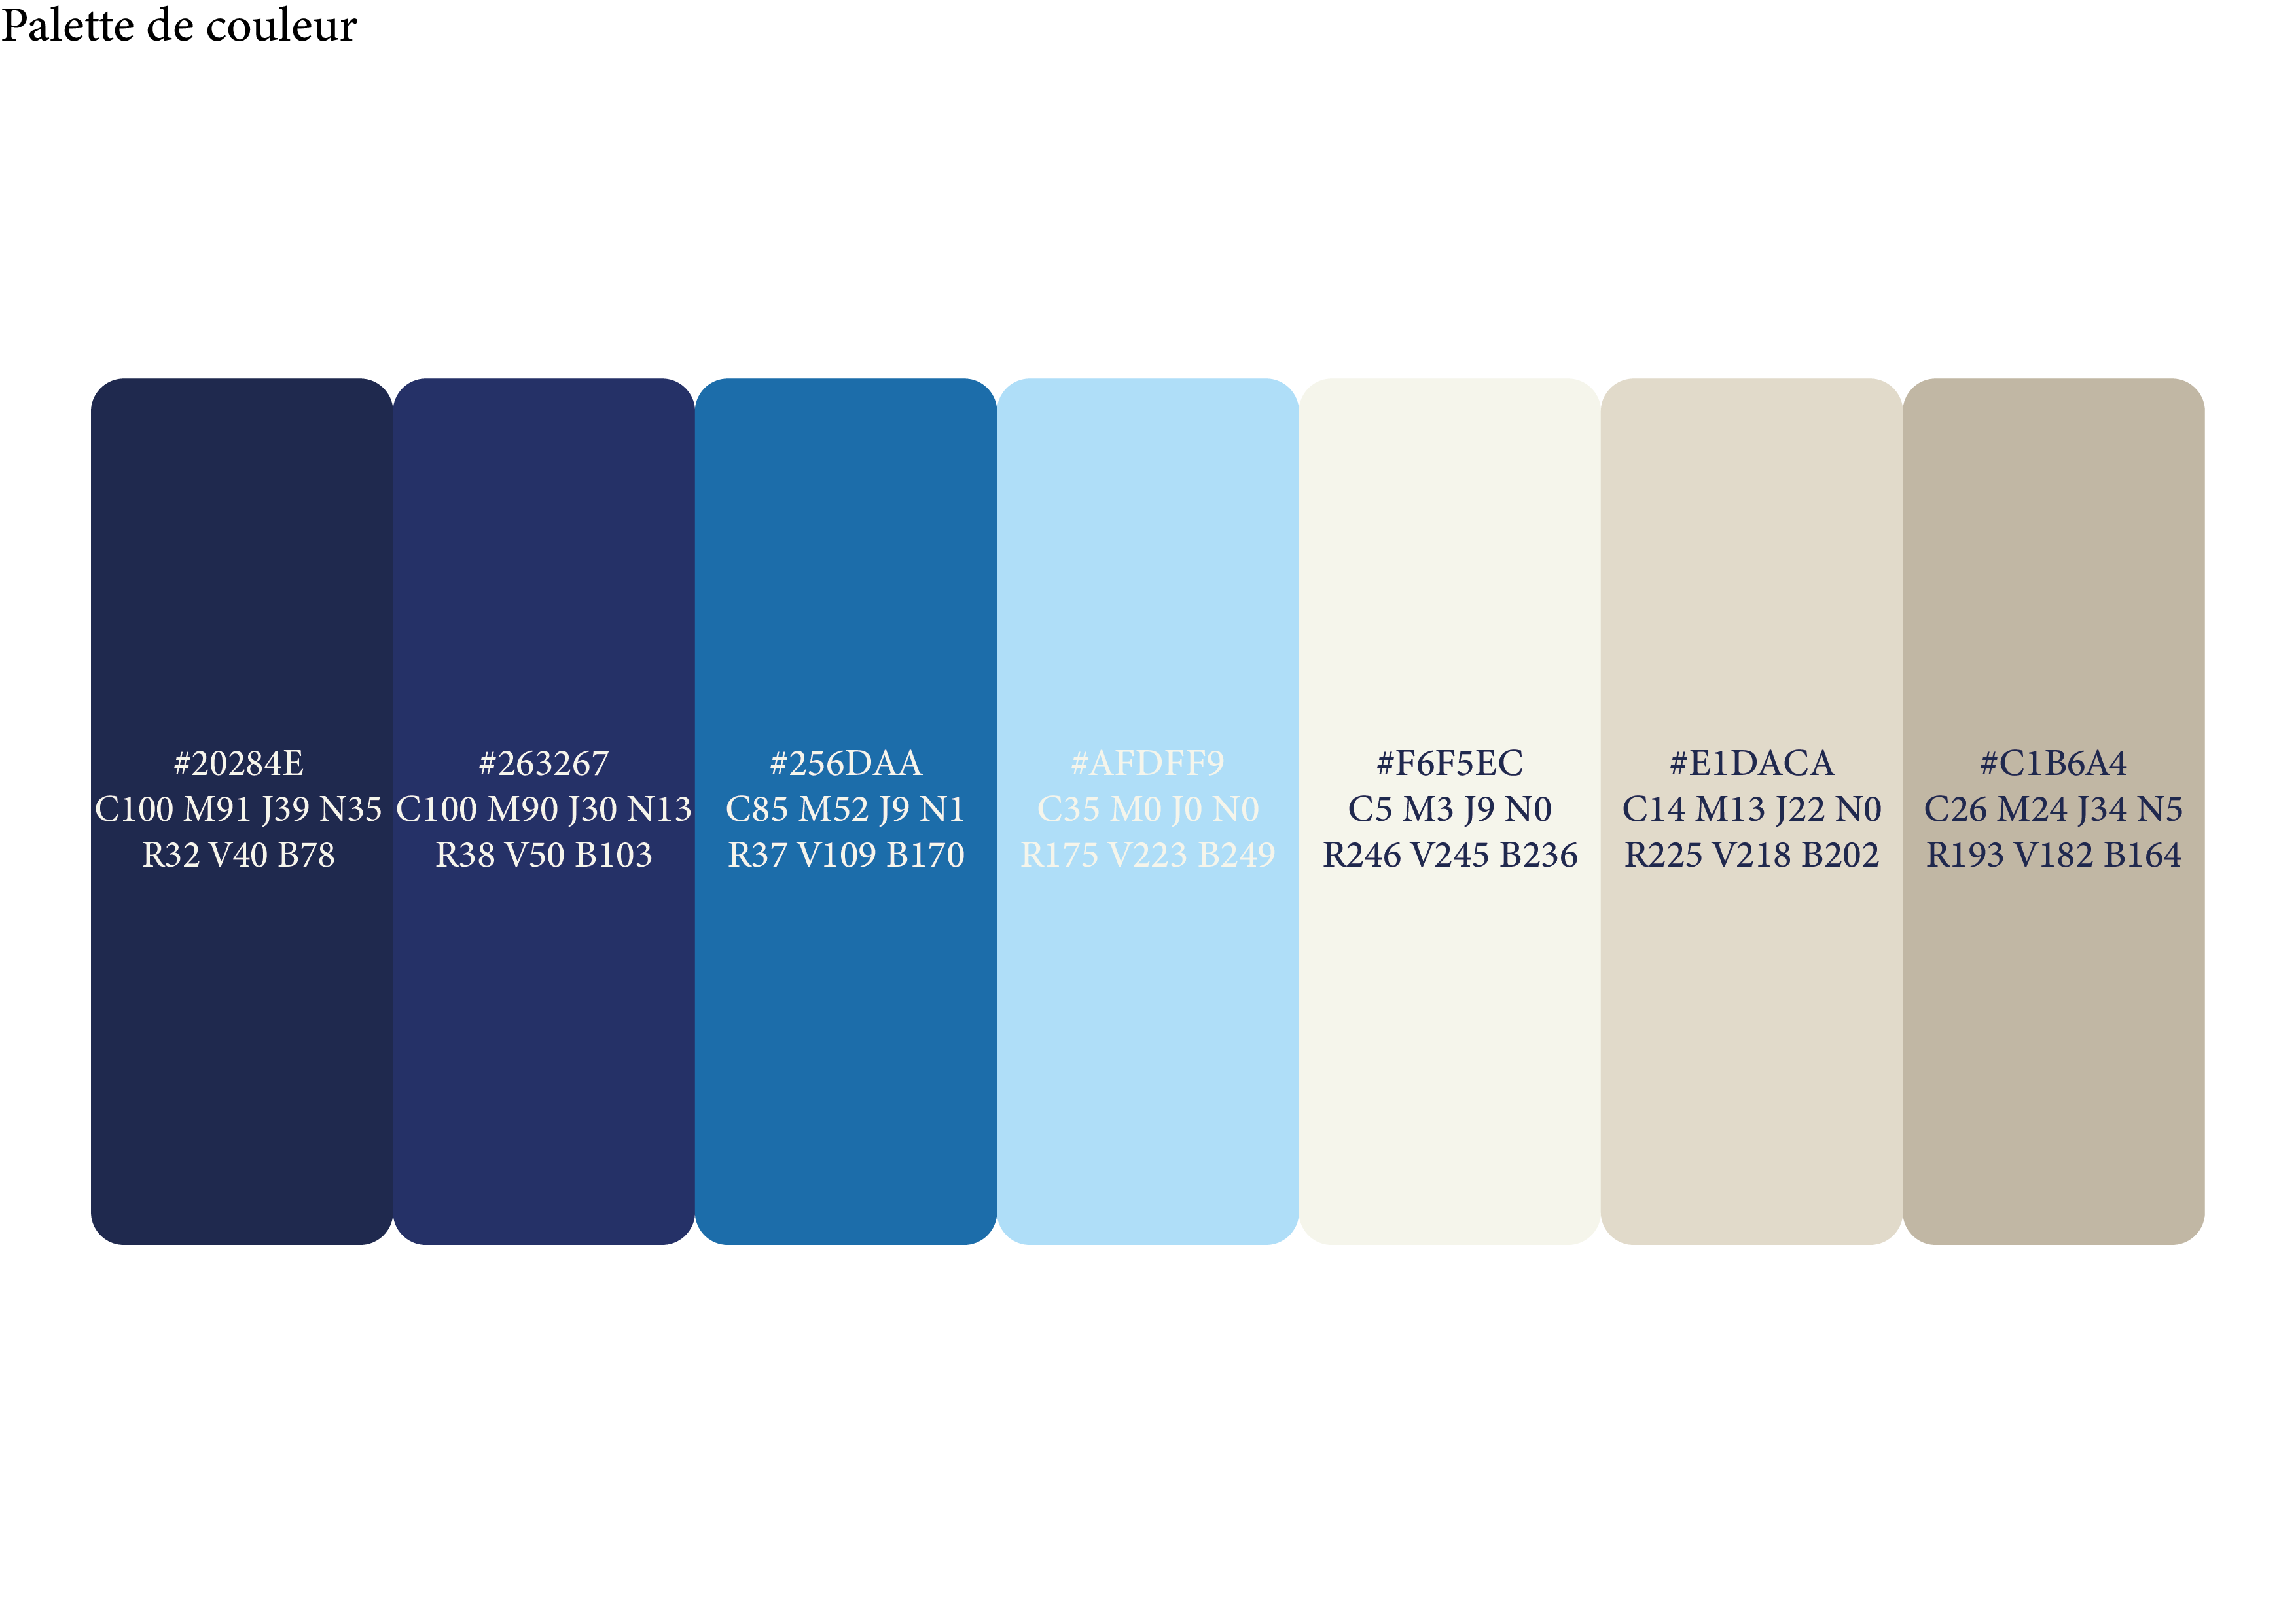 Palette de couleur
#20284E
C100 M91 J39 N35
R32 V40 B78
#263267
C100 M90 J30 N13
R38 V50 B103
#256DAA
C85 M52 J9 N1
R37 V109 B170
#AFDFF9
C35 M0 J0 N0
R175 V223 B249
#F6F5EC
C5 M3 J9 N0
R246 V245 B236
#E1DACA
C14 M13 J22 N0
R225 V218 B202
#C1B6A4
C26 M24 J34 N5
R193 V182 B164